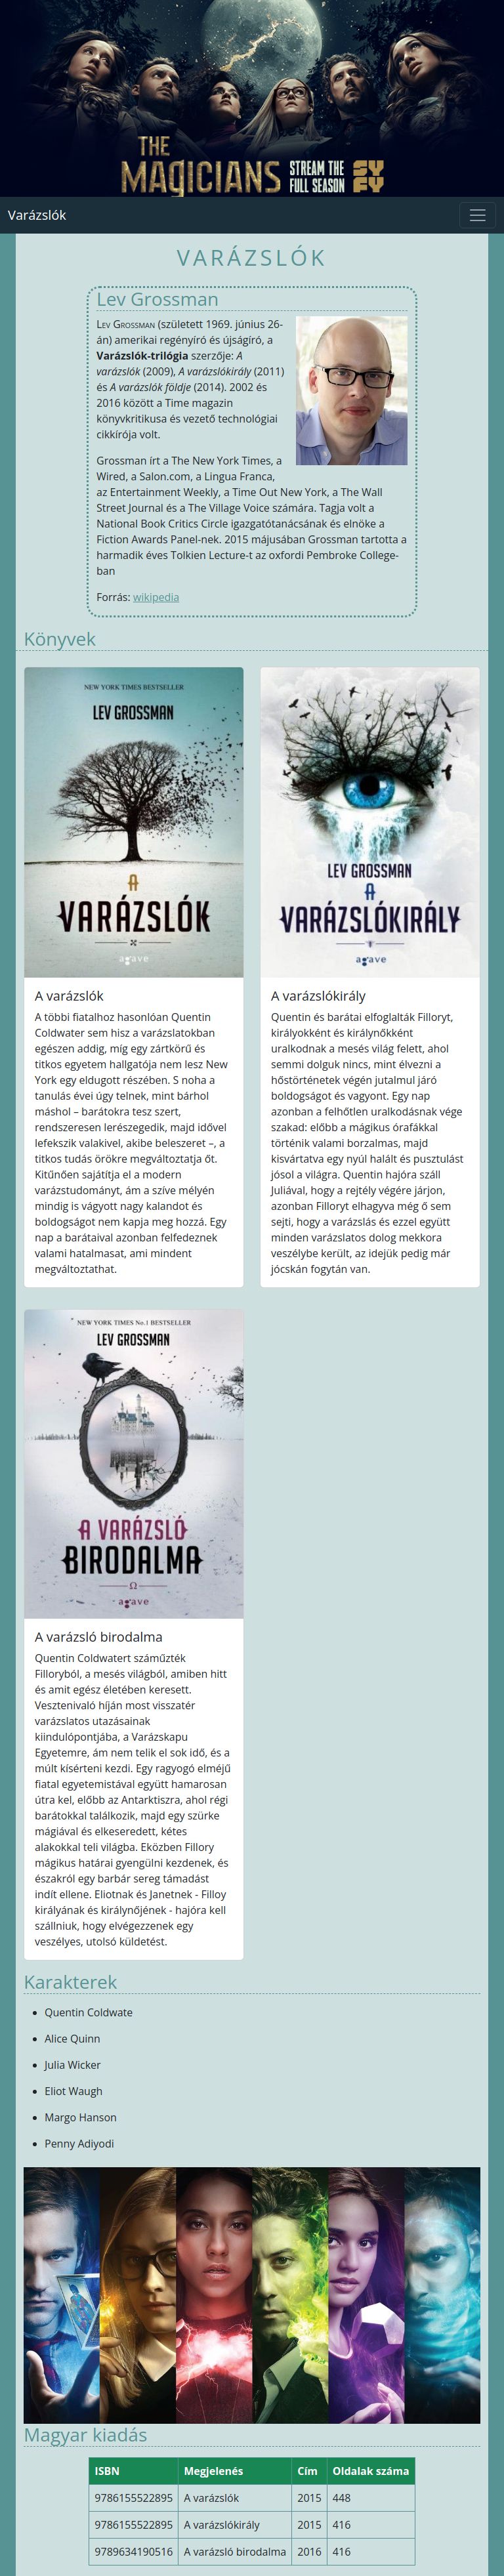 THE
MAGICIANS
STREAM THE
FULL SEASON
SYFY
Varázslók
VARÁZSLÓK
Lev Grossman
Lev Grossman (született 1969. június 26-
án) amerikai regényíró és újságíró, a
Varázslók-trilógia szerzője: A
varázslók (2009), A varázslókirály (2011)
és A varázslók földje (2014). 2002 és
2016 között a Time magazin
könyvkritikusa és vezető technológiai
cikkírója volt.
Grossman írt a The New York Times, a
Wired, a Salon.com, a Lingua Franca,
az Entertainment Weekly, a Time Out New York, a The Wall
Street Journal és a The Village Voice számára. Tagja volt a
National Book Critics Circle igazgatótanácsának és elnöke a
Fiction Awards Panel-nek. 2015 májusában Grossman tartotta a
harmadik éves Tolkien Lecture-t az oxfordi Pembroke College-
ban
Forrás: wikipedia
Könyvek
NEW YORK TIMES BESTSELLER
LEV GROSSMAN
A
VARÁZSLÓK
agave
LEV GROSSMAN
A
VARÁZSLÓKIRÁLY
agave
A varázslók
A többi fiatalhoz hasonlóan Quentin
Coldwater sem hisz a varázslatokban
egészen addig, míg egy zártkörű és
titkos egyetem hallgatója nem lesz New
York egy eldugott részében. S noha a
tanulás évei úgy telnek, mint bárhol
máshol – barátokra tesz szert,
rendszeresen lerészegedik, majd idővel
lefekszik valakivel, akibe beleszeret –, a
titkos tudás örökre megváltoztatja őt.
Kitűnően sajátítja el a modern
varázstudományt, ám a szíve mélyén
mindig is vágyott nagy kalandot és
boldogságot nem kapja meg hozzá. Egy
nap a barátaival azonban felfedeznek
valami hatalmasat, ami mindent
megváltoztathat.
A varázslókirály
Quentin és barátai elfoglatták Filloryt,
királyokként és királynőkként
uralkodnak a mesés világ felett, ahol
semmi dolguk nincs, mint élvezni a
hőstörténetek végén jutalmul járó
boldogságot és vagyont. Egy nap
azonban a felhőtlen uralkodásnak vége
szakad: előbb a mágikus órafákkal
történik valami borzalmas, majd
kisvártatva egy nyúl halált és pusztulást
jósol a világra. Quentin hajóra száll
Juliával, hogy a rejtély végére járjon,
azonban Filloryt elhagyva még ő sem
sejti, hogy a varázslás és ezzel együtt
minden varázslatos dolog mekkora
veszélybe került, az idejük pedig már
jócskán fogytán van.
NEW YORK TIMES No.1 BESTSELLER
LEV GROSSMAN
A VARÁZSLÓ
BIRODALMA
agave
A varázsló birodalma
Quentin Coldwatert száműzték
Filloryból, a mesés világból, amiben hitt
és amit egész életében keresett.
Vesztenivaló híján most visszatér
varázslatos utazásainak
kiindulópontjába, a Varázskapu
Egyetemre, ám nem telik el sok idő, és a
múlt kísérteni kezdi. Egy ragyogó elméjű
fiatal egyetemistával együtt hamarosan
útra kel, előbb az Antarktiszra, ahol régi
barátokkal találkozik, majd egy szürke
mágiával és elkeseredett, kétes
alakokkal teli világba. Eközben Fillory
mágikus határai gyengülni kezdenek, és
északról egy barbár sereg támadást
indít ellene. Eliotnak és Janetnek - Filloy
királyának és királynőjének - hajóra kell
szállniuk, hogy elvégezzenek egy
veszélyes, utolsó küldetést.
Karakterek
Quentin Coldwate
Alice Quinn
Julia Wicker
Eliot Waugh
Margo Hanson
Penny Adiyodi
Magyar kiadás
ISBN Megjelenés Cím Oldalak száma
9786155522895 A varázslók 2015 448
9786155522895 A varázslókirály 2015 416
9789634190516 A varázsló birodalma 2016 416